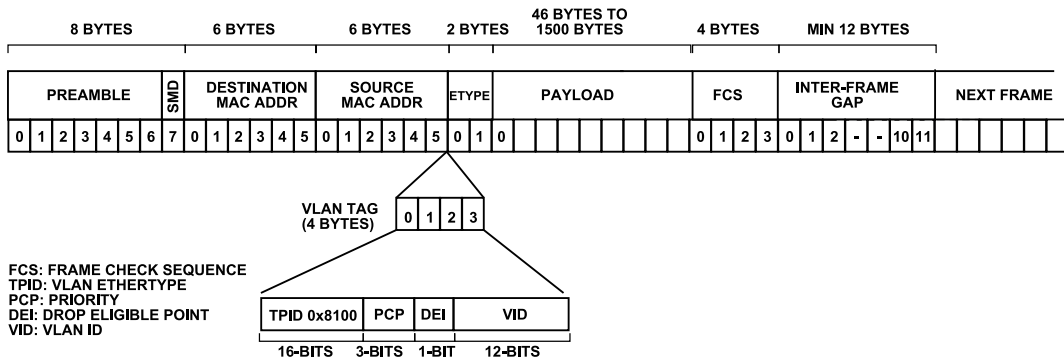 46 BYTES TO
8 BYTES 6 BYTES 6 BYTES 2 BYTES 1500 BYTES 4 BYTES MIN 12 BYTES
PREAMBLE SMD DESTINATION MAC ADDR SOURCE MAC ADDR ETYPE PAYLOAD FCS INTER-FRAME GAP NEXT FRAME
0 1 2 3 4 5 6 7 0 1 2 3 4 5 0 1 2 3 4 5 0 1 0 0 1 2 3 0 1 2 - - 10 11
VLAN TAG
(4 BYTES)
0 1 2 3
FCS: FRAME CHECK SEQUENCE
TPID: VLAN ETHERTYPE
PCP: PRIORITY
DEI: DROP ELIGIBLE POINT
VID: VLAN ID
TPID 0x8100 PCP DEI VID
16-BITS 3-BITS 1-BIT 12-BITS